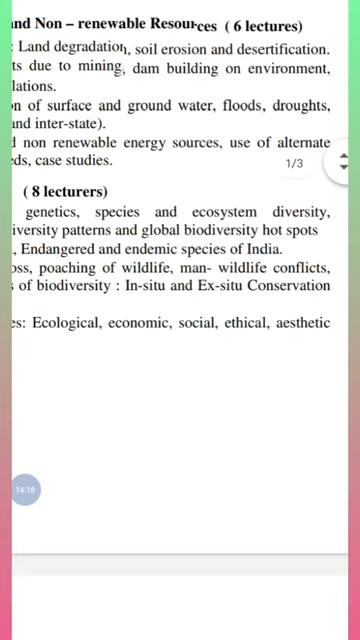 and Non – renewable Resources ( 6 lectures)
: Land degradation, soil erosion and desertification.
ts due to mining, dam building on environment,
lations.
on of surface and ground water, floods, droughts,
and inter-state).
d non renewable energy sources, use of alternate
ds, case studies.
1/3
( 8 lecturers)
genetics, species and ecosystem diversity,
iversity patterns and global biodiversity hot spots
, Endangered and endemic species of India.
oss, poaching of wildlife, man- wildlife conflicts,
of biodiversity : In-situ and Ex-situ Conservation
es: Ecological, economic, social, ethical, aesthetic
14:18